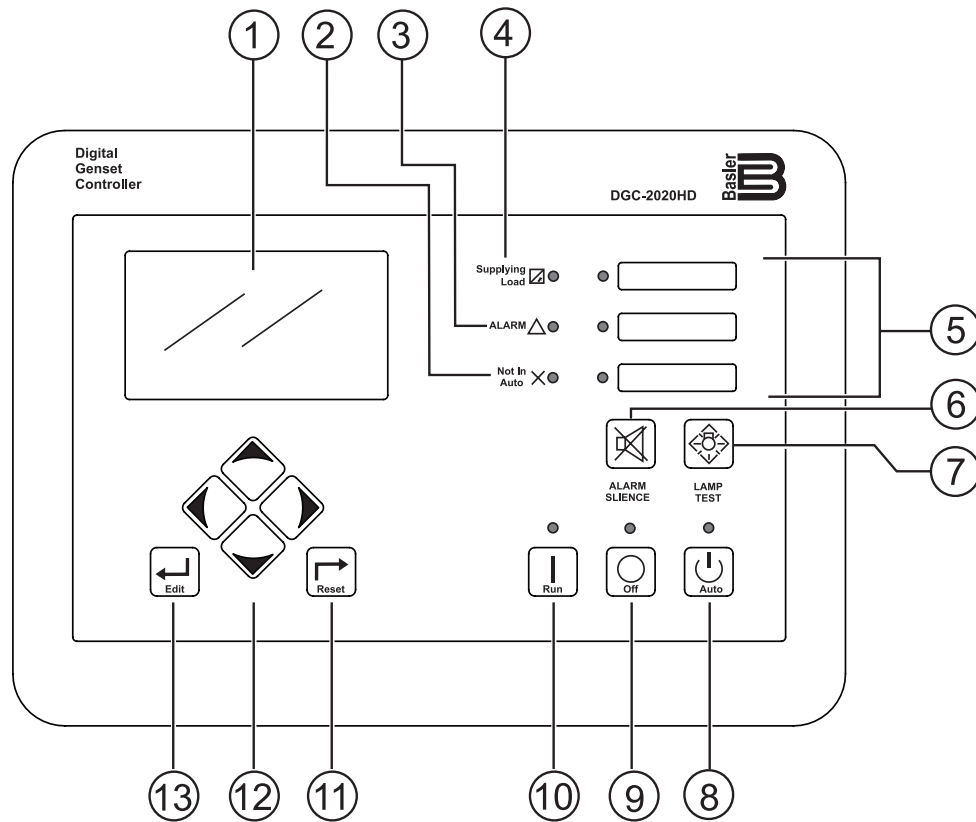 1
2
3
4
Digital
Genset
Controller
DGC-2020HD
Basler
Supplying
Load
ALARM
Not In
Auto
5
6
7
ALARM
SLIENCE
LAMP
TEST
Edit
Reset
Run
Off
Auto
13
12
11
10
9
8